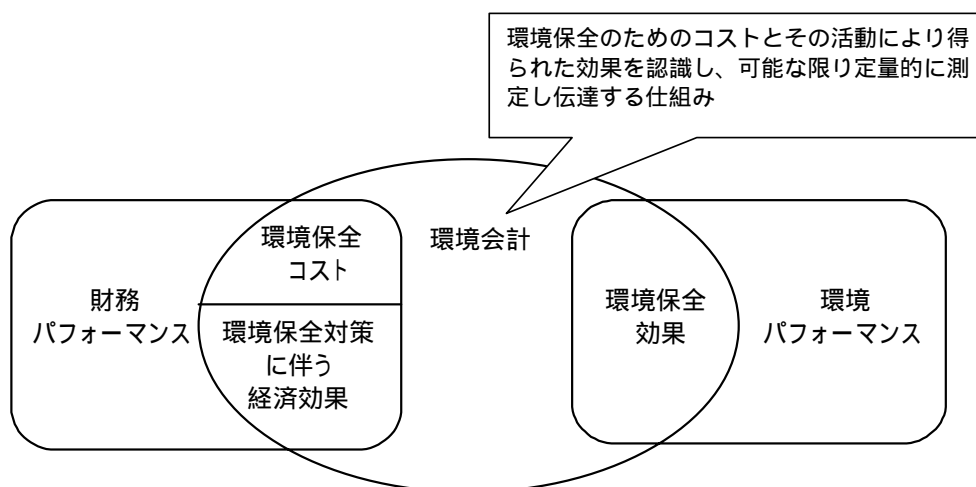 環境保全のためのコストとその活動により得
られた効果を認識し、可能な限り定量的に測
定し伝達する仕組み
環境保全
コスト
環境会計
財務
パフォーマンス
環境保全対策
に伴う
経済効果
環境保全
効果
環境
パフォーマンス